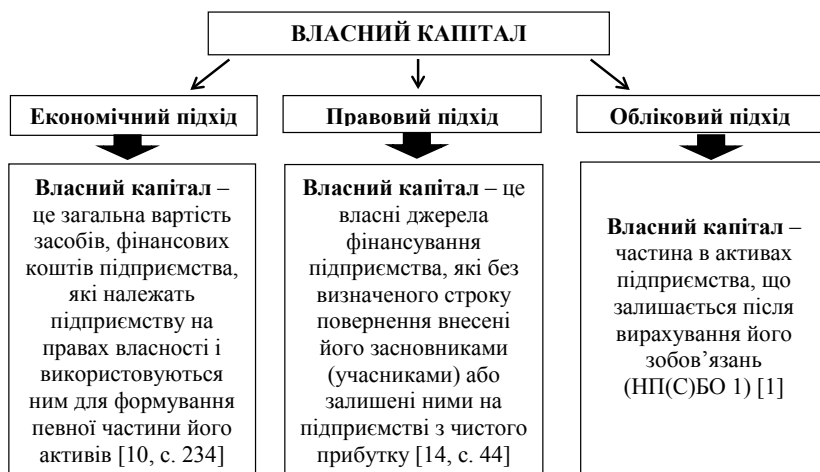 ВЛАСНИЙ КАПІТАЛ
Економічний підхід
Правовий підхід
Обліковий підхід
Власний капітал –
це загальна вартість
засобів, фінансових
коштів підприємства,
які належать
підприємству на
правах власності і
використовуються
ним для формування
певної частини його
активів [10, с. 234]
Власний капітал – це
власні джерела
фінансування
підприємства, які без
визначеного строку
повернення внесені
його засновниками
(учасниками) або
залишені ними на
підприємстві з чистого
прибутку [14, с. 44]
Власний капітал –
частина в активах
підприємства, що
залишається після
вирахування його
зобов’язань
(НП(С)БО 1) [1]